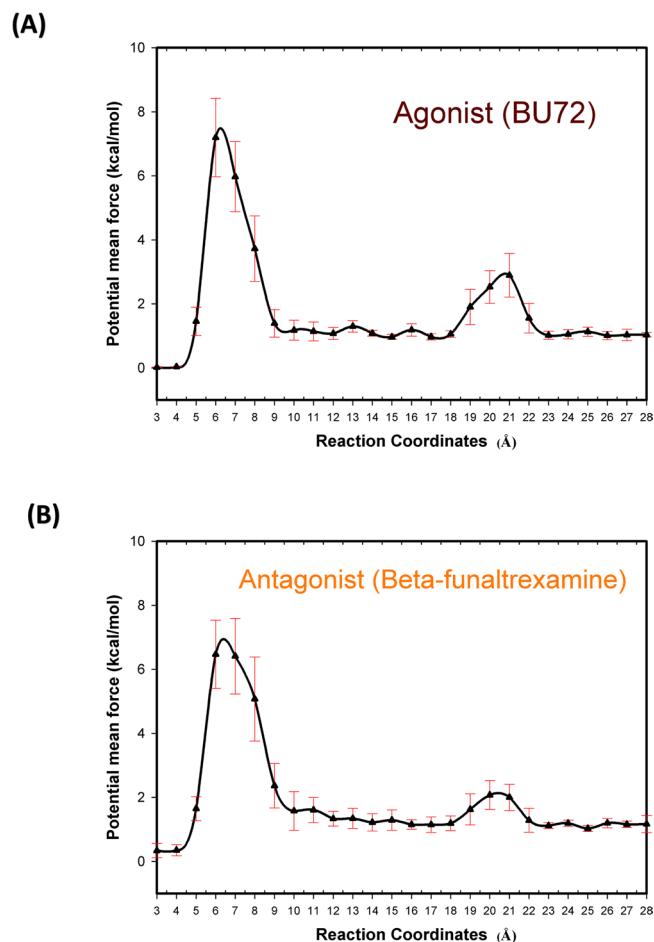 (A)
Agonist (BU72)
Potential mean force (kcal/mol)
10
8
6
4
2
0
3 4 5 6 7 8 9 10 11 12 13 14 15 16 17 18 19 20 21 22 23 24 25 26 27 28
Reaction Coordinates (Å)
(B)
Antagonist (Beta-funaltrexamine)
Potential mean force (kcal/mol)
10
8
6
4
2
0
3 4 5 6 7 8 9 10 11 12 13 14 15 16 17 18 19 20 21 22 23 24 25 26 27 28
Reaction Coordinates (Å)